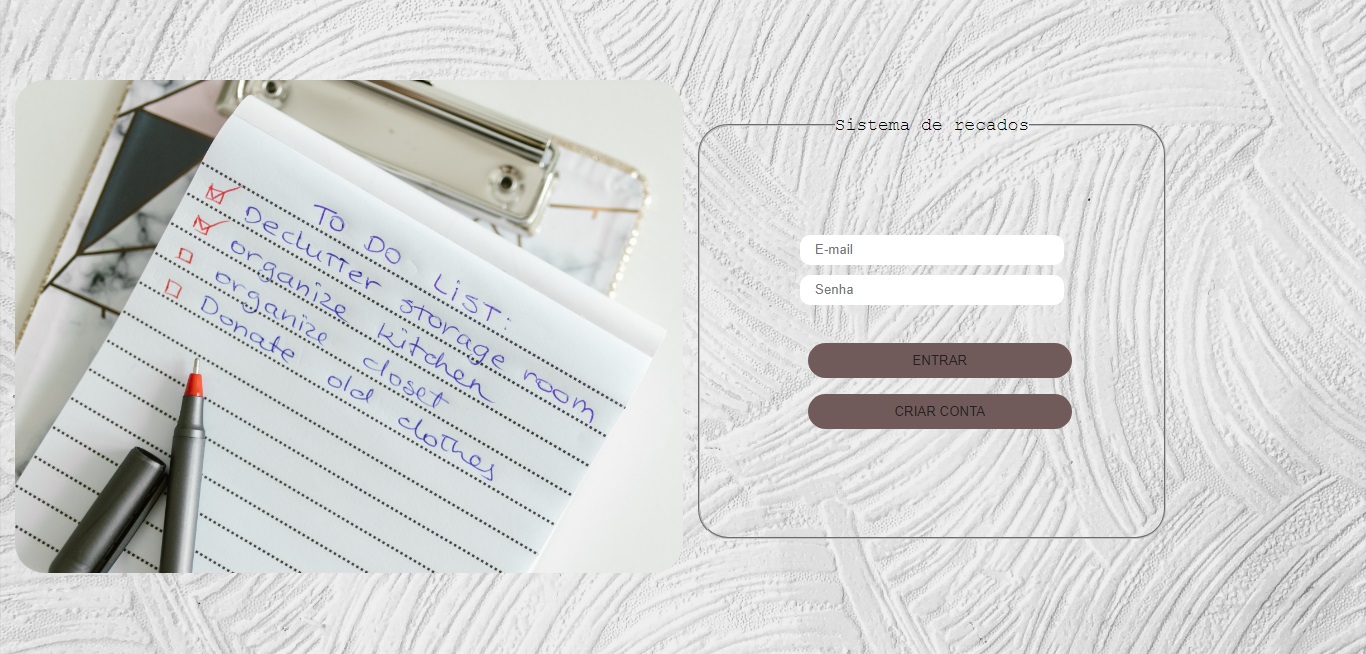 TO DO LIST:
Declutter storage room
organize kitchen
organize closet
Donate old clothes
Sistema de recados
E-mail
Senha
ENTRAR
CRIAR CONTA